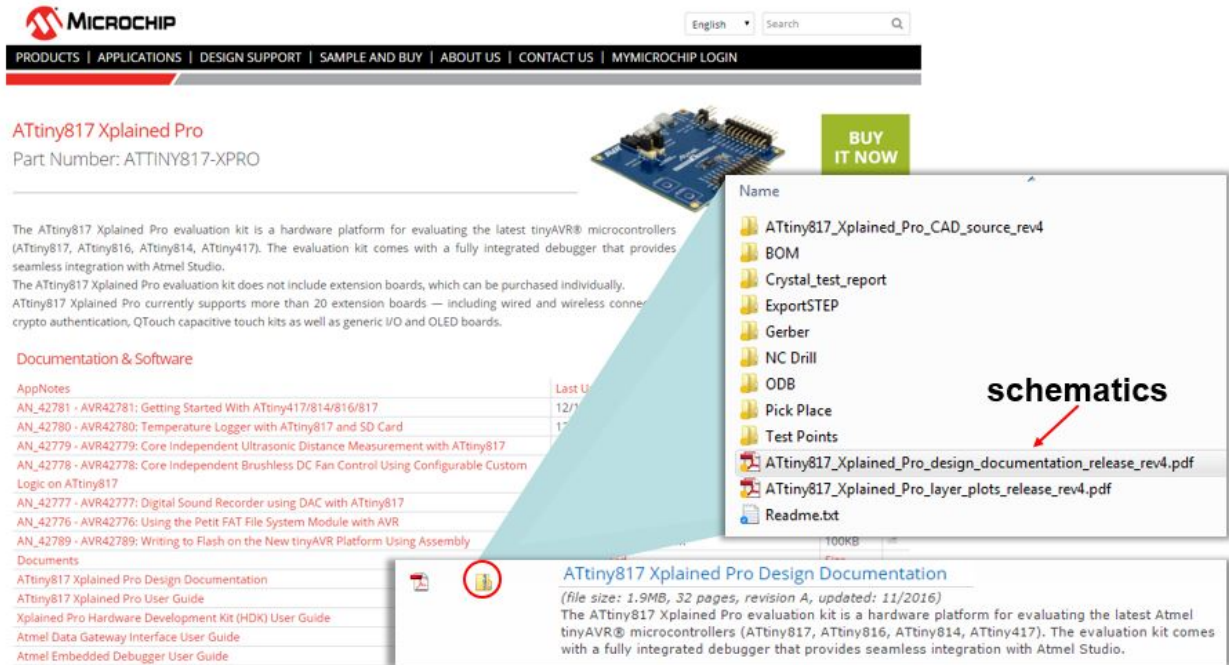 MICROCHIP
English
Search
PRODUCTS | APPLICATIONS | DESIGN SUPPORT | SAMPLE AND BUY | ABOUT US | CONTACT US | MYMICROCHIP LOGIN
ATtiny817 Xplained Pro
Part Number: ATTINY817-XPRO
BUY
IT NOW
The ATtiny817 Xplained Pro evaluation kit is a hardware platform for evaluating the latest tinyAVR® microcontrollers
(ATtiny817, ATtiny816, ATtiny814, ATtiny417). The evaluation kit comes with a fully integrated debugger that provides
seamless integration with Atmel Studio.
The ATtiny817 Xplained Pro evaluation kit does not include extension boards, which can be purchased individually.
ATtiny817 Xplained Pro currently supports more than 20 extension boards — including wired and wireless
crypto authentication, QTouch capacitive touch kits as well as generic I/O and OLED boards.
Documentation & Software
AppNotes
Last
AN_42781 - AVR42781: Getting Started With ATtiny417/814/816/817
AN_42780 - AVR42780: Temperature Logger with ATtiny817 and SD Card
AN_42779 - AVR42779: Core Independent Ultrasonic Distance Measurement with ATtiny817
AN_42778 - AVR42778: Core Independent Brushless DC Fan Control Using Configurable Custom
Logic on ATtiny817
AN_42777 - AVR42777: Digital Sound Recorder using DAC with ATtiny817
AN_42776 - AVR42776: Using the Petit FAT File System Module with AVR
AN_42789 - AVR42789: Writing to Flash on the New tinyAVR Platform Using Assembly
100KB
Documents
ATtiny817 Xplained Pro Design Documentation
ATtiny817 Xplained Pro User Guide
Xplained Pro Hardware Development Kit (HDK) User Guide
Atmel Data Gateway Interface User Guide
Atmel Embedded Debugger User Guide
Name
ATtiny817_Xplained_Pro_CAD_source_rev4
BOM
Crystal_test_report
ExportSTEP
Gerber
NC Drill
ODB
Pick Place
Test Points
schematics
ATtiny817_Xplained_Pro_design_documentation_release_rev4.pdf
ATtiny817_Xplained_Pro_layer_plots_release_rev4.pdf
Readme.txt
ATtiny817 Xplained Pro Design Documentation
(file size: 1.9MB, 32 pages, revision A, updated: 11/2016)
The ATtiny817 Xplained Pro evaluation kit is a hardware platform for evaluating the latest Atmel
tinyAVR® microcontrollers (ATtiny817, ATtiny816, ATtiny814, ATtiny417). The evaluation kit comes
with a fully integrated debugger that provides seamless integration with Atmel Studio.